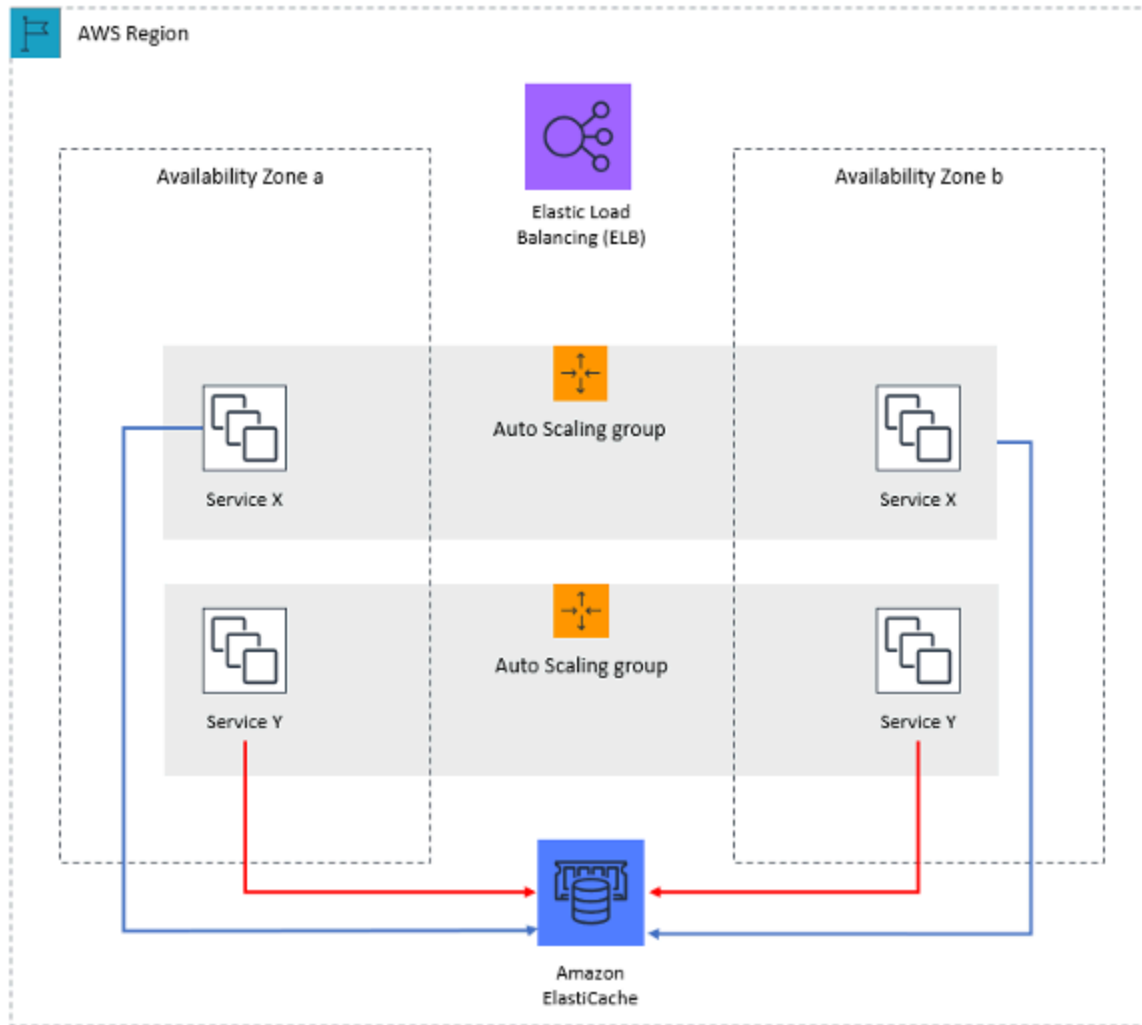 AWS Region
Availability Zone a
Elastic Load
Balancing (ELB)
Availability Zone b
Auto Scaling group
Service X
Service X
Auto Scaling group
Service Y
Service Y
Amazon
ElastiCache